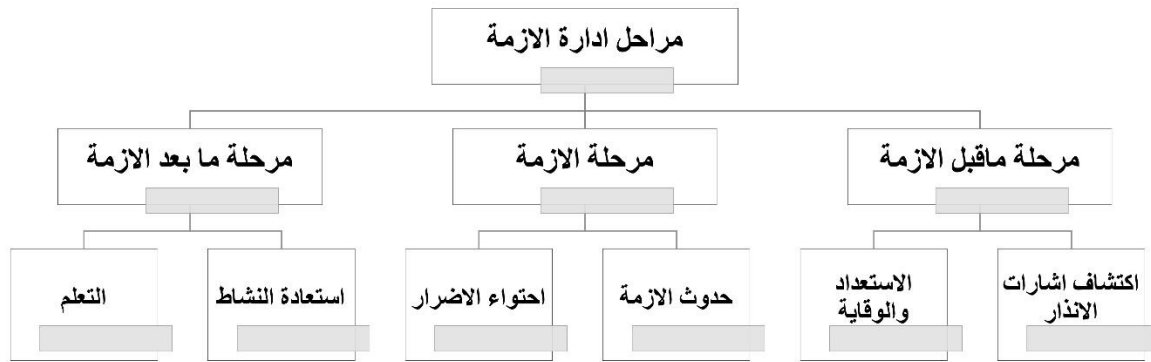 مراحل ادارة الازمة
مرحلة ماقبل الازمة
مرحلة الازمة
مرحلة ما بعد الازمة
اكتشاف اشارات
الانذار
الاستعداد
والوقاية
حدوث الازمة
احتواء الاضرار
استعادة النشاط
التعلم